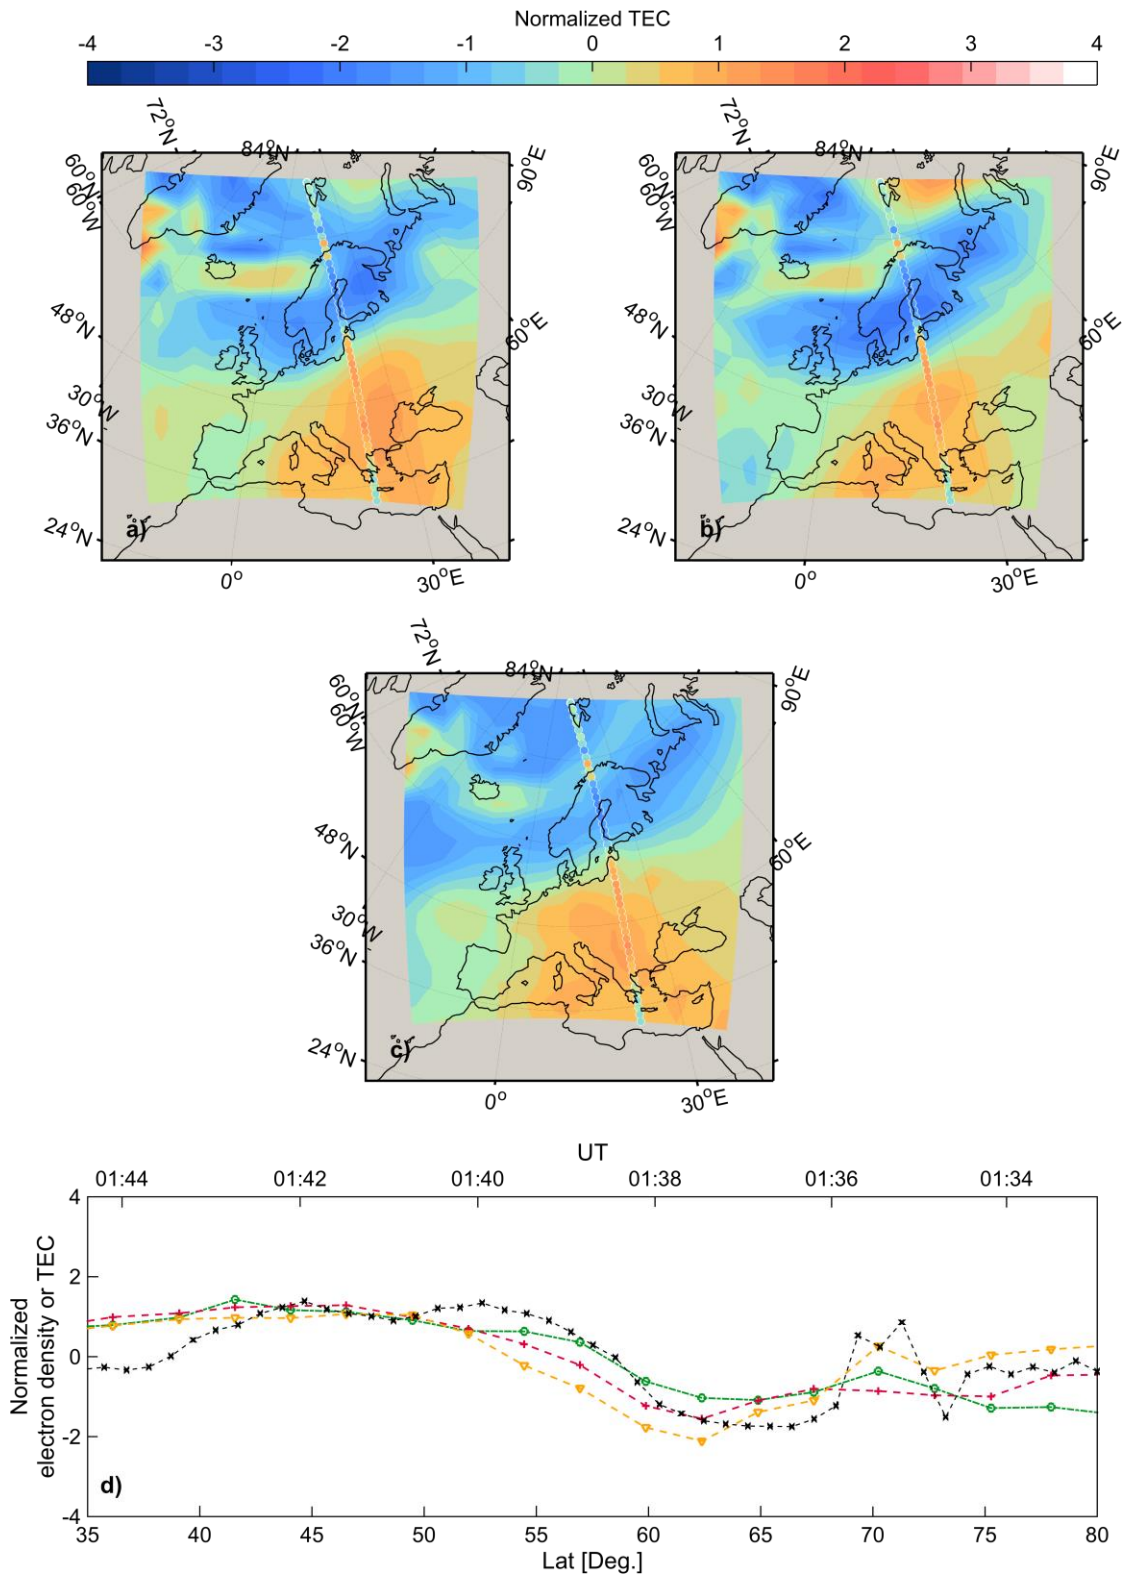 Normalized TEC
-4 -3 -2 -1 0 1 2 3 4
72°N 84°N 90°E
60°N
60°W
48°N
60°E
30°W
36°N
24°N
a)
0° 30°E
72°N 84°N 90°E
60°N
60°W
48°N
60°E
30°W
36°N
24°N
b)
0° 30°E
72°N 84°N 90°E
60°N
60°W
48°N
60°E
30°W
36°N
24°N
c)
0° 30°E
UT
01:44 01:42 01:40 01:38 01:36 01:34
Normalized
electron density or TEC
4
2
0
-2
-4
d)
35 40 45 50 55 60 65 70 75 80
Lat [Deg.]